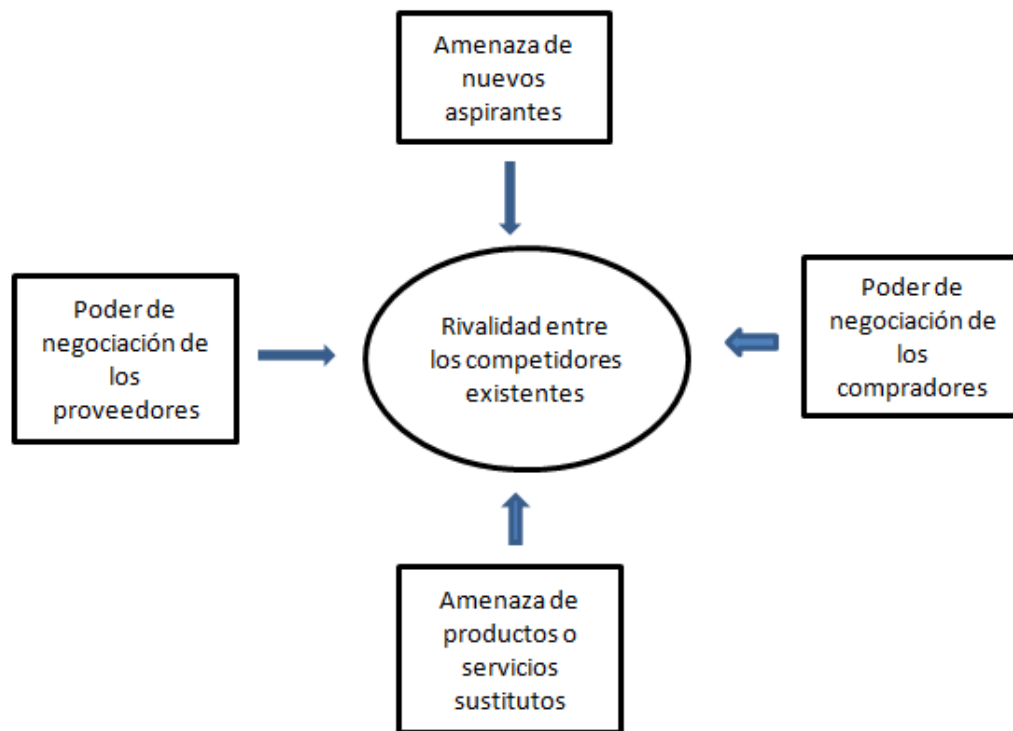 Amenaza de
nuevos
aspirantes
Poder de
negociación de
los
proveedores
Rivalidad entre
los competidores
existentes
Poder de
negociación de
los
compradores
Amenaza de
productos o
servicios
sustitutos